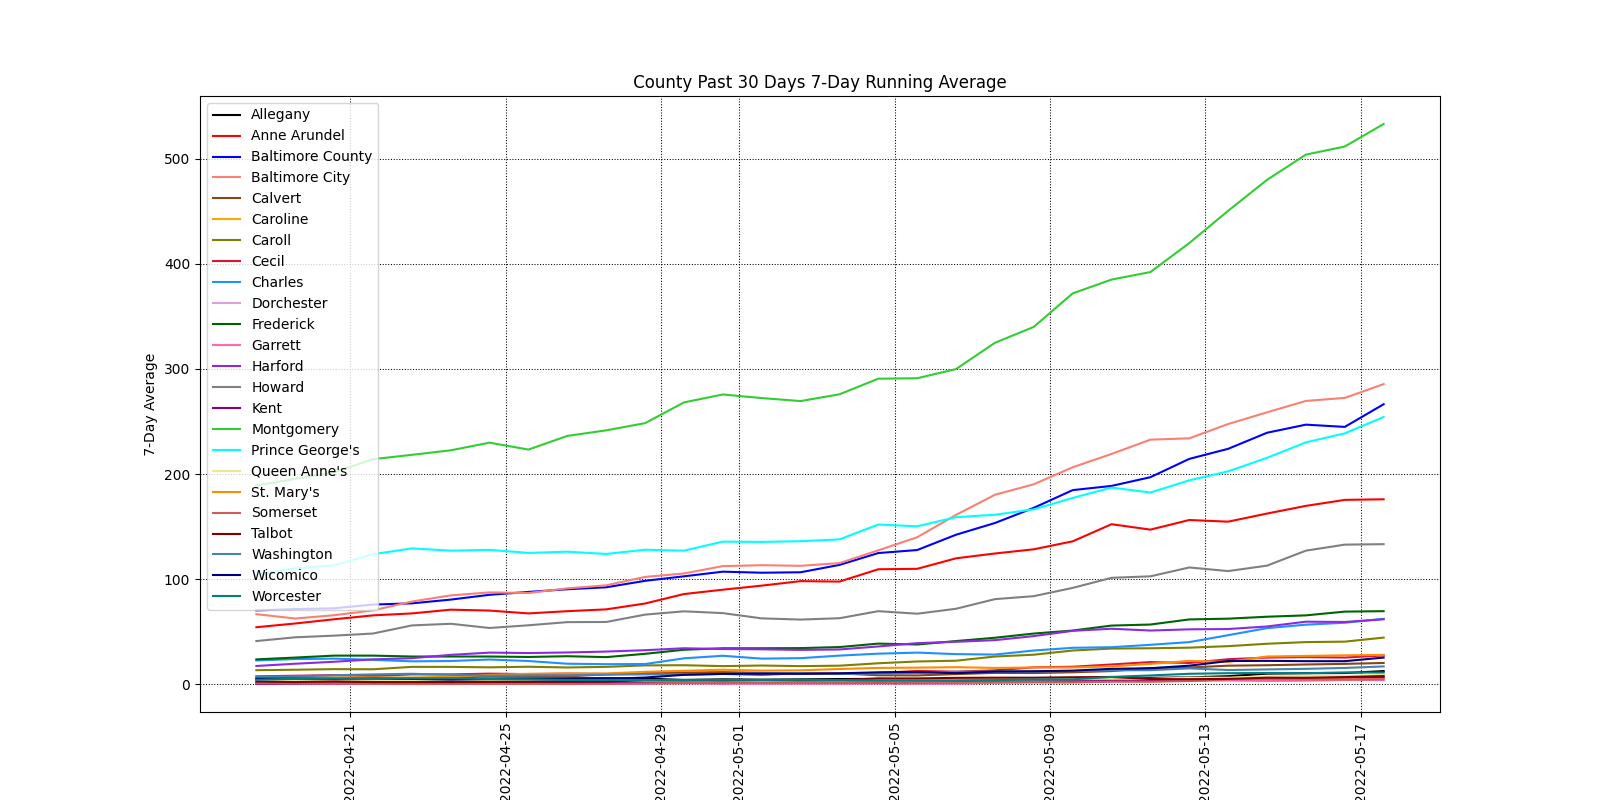 County Past 30 Days 7-Day Running Average
Allegany
Anne Arundel
Baltimore County
Baltimore City
Calvert
Caroline
Caroll
Cecil
Charles
Dorchester
Frederick
Garrett
Harford
Howard
Kent
Montgomery
Prince George's
Queen Anne's
St. Mary's
Somerset
Talbot
Washington
Wicomico
Worcester
7-Day Average
500
400
300
200
100
0
2022-04-21
2022-04-25
2022-04-29
2022-05-01
2022-05-05
2022-05-09
2022-05-13
2022-05-17